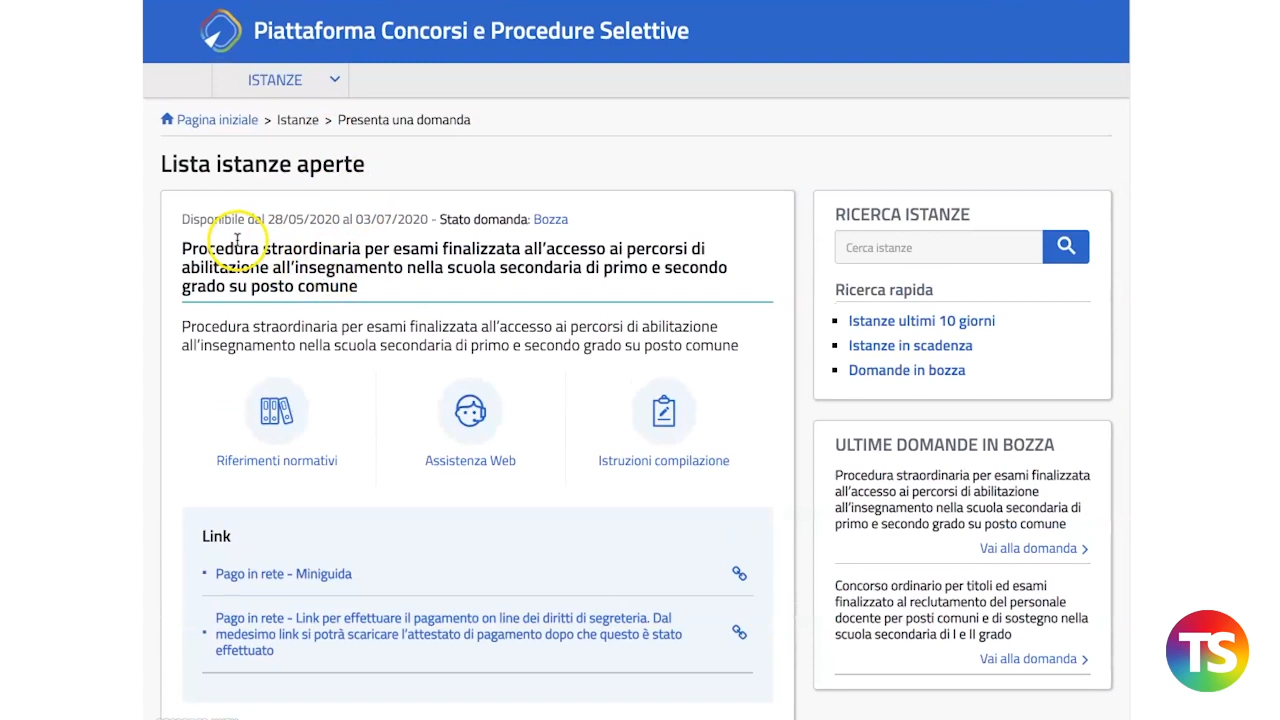 Piattaforma Concorsi e Procedure Selettive
ISTANZE
Pagina iniziale > Istanze > Presenta una domanda
Lista istanze aperte
Disponibile dal 28/05/2020 al 03/07/2020 - Stato domanda: Bozza
Procedura straordinaria per esami finalizzata all'accesso ai percorsi di
abilitazione all'insegnamento nella scuola secondaria di primo e secondo
grado su posto comune
Procedura straordinaria per esami finalizzata all'accesso ai percorsi di abilitazione
all'insegnamento nella scuola secondaria di primo e secondo grado su posto comune
Riferimenti normativi
Assistenza Web
Istruzioni compilazione
Link
Pago in rete - Miniguida
Pago in rete - Link per effettuare il pagamento on line dei diritti di segreteria. Dal
medesimo link si potrà scaricare l'attestato di pagamento dopo che questo è stato
effettuato
RICERCA ISTANZE
Cerca istanze
Ricerca rapida
Istanze ultimi 10 giorni
Istanze in scadenza
Domande in bozza
ULTIME DOMANDE IN BOZZA
Procedura straordinaria per esami finalizzata
all'accesso ai percorsi di abilitazione
all'insegnamento nella scuola secondaria di
primo e secondo grado su posto comune
Vai alla domanda >
Concorso ordinario per titoli ed esami
finalizzato al reclutamento del personale
docente per posti comuni e di sostegno nella
scuola secondaria di I e II grado
Vai alla domanda >
TS